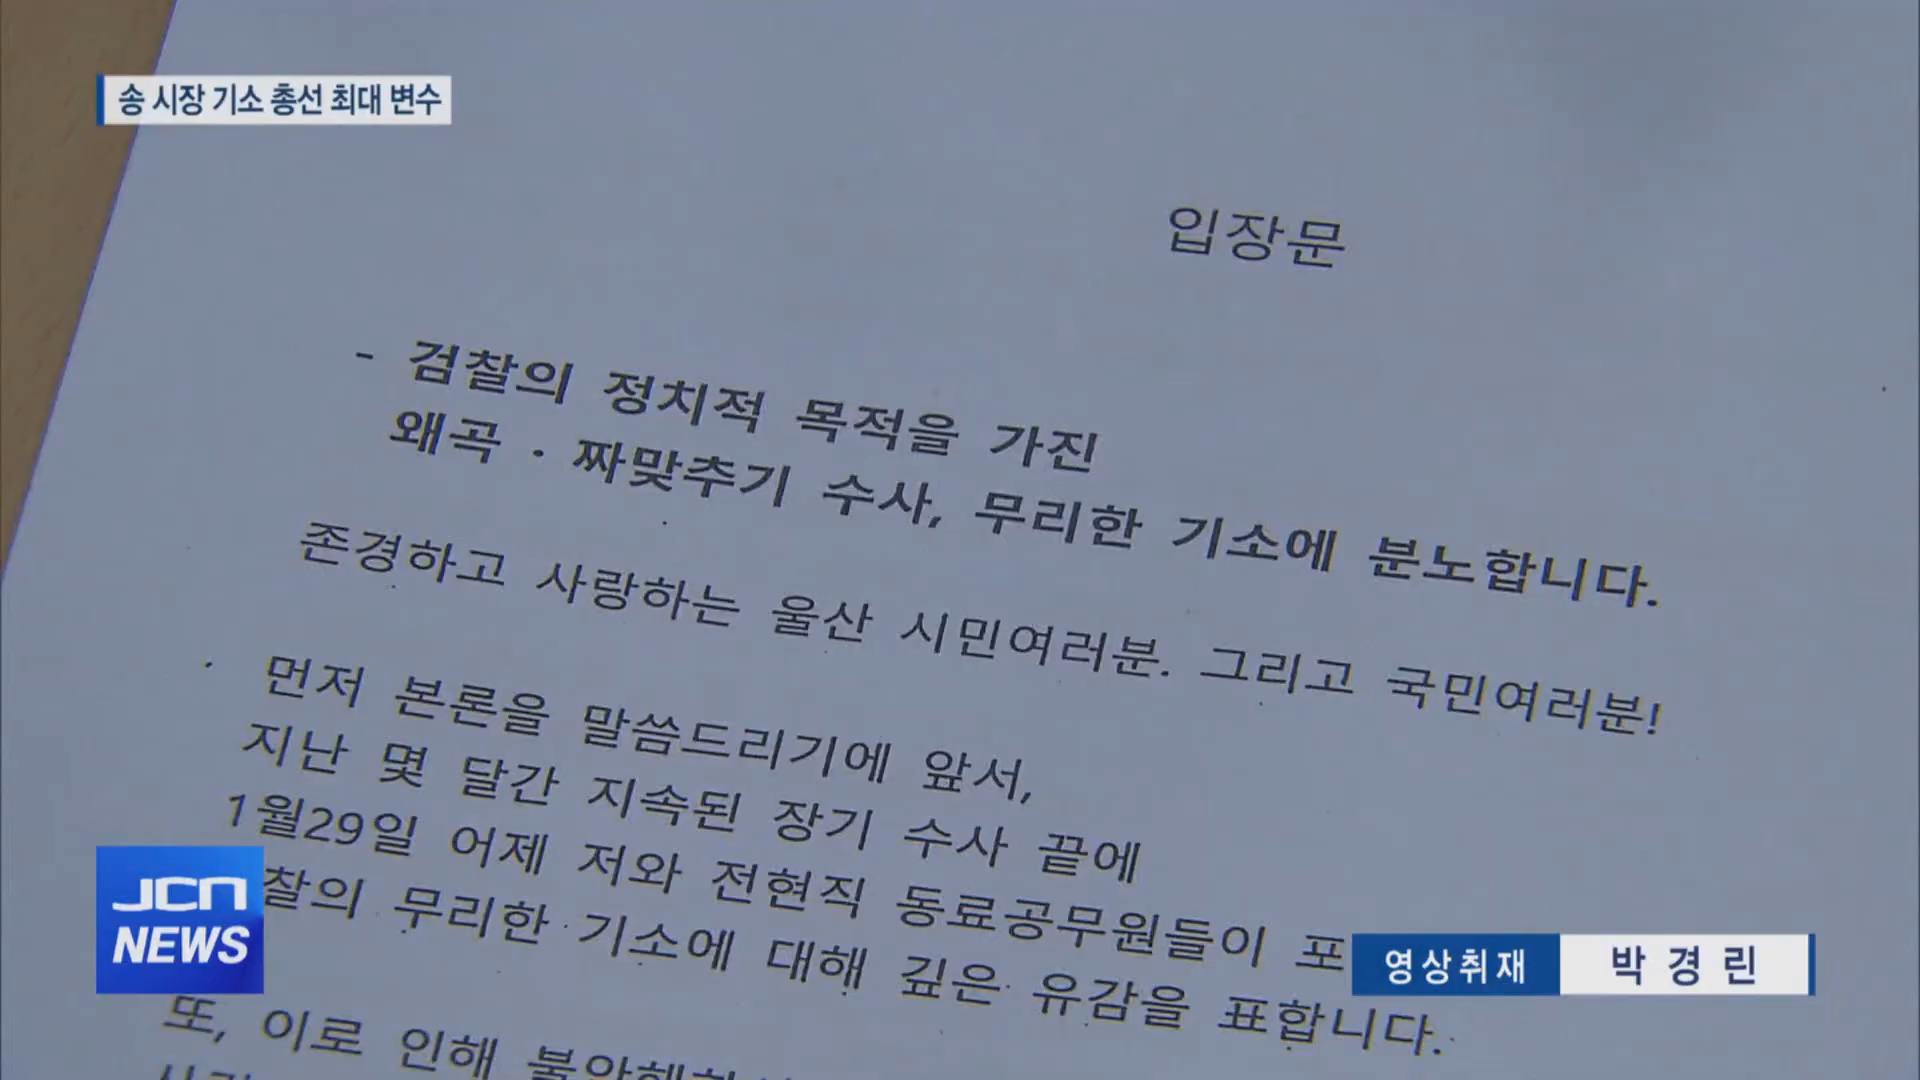 송 시장 기소 총선 최대 변수
입장문
- 검찰의 정치적 목적을 가진
왜곡 · 짜맞추기 수사, 무리한 기소에 분노합니다.
존경하고 사랑하는 울산 시민여러분. 그리고 국민여러분!
먼저 본론을 말씀드리기에 앞서,
지난 몇 달간 지속된 장기 수사 끝에
1월29일 어제 저와 전현직 동료공무원들이 포
찰의 무리한 기소에 대해 깊은 유감을 표합니다.
또, 이로 인해
JCN
NEWS
영상취재 박경린